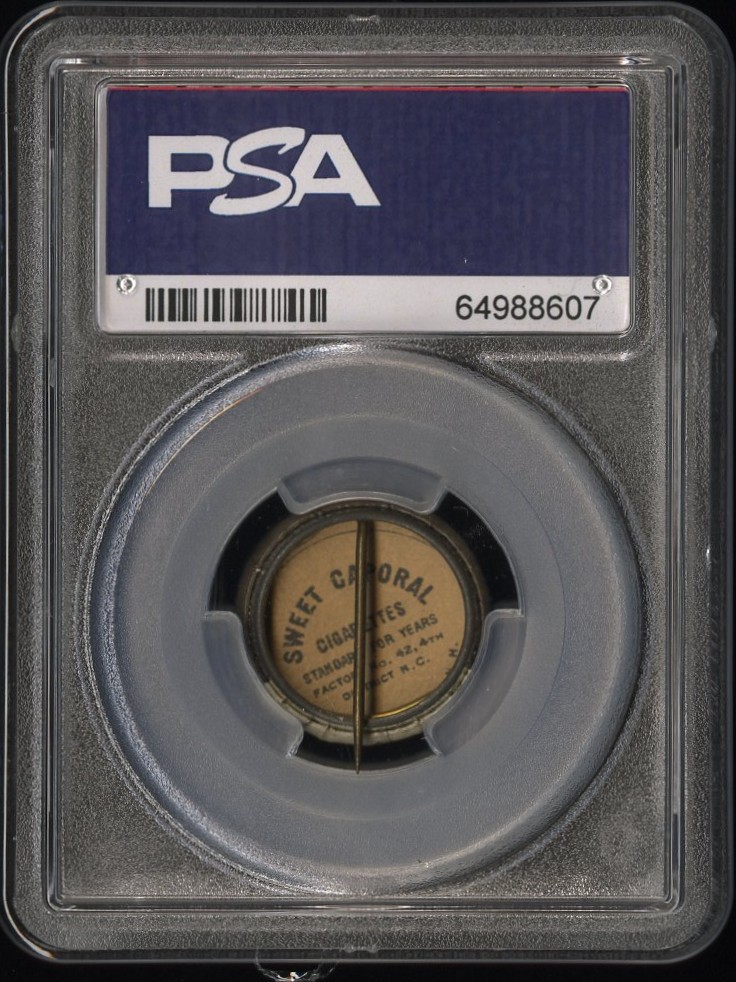 PSA
64988607
SWEET CAPORAL
CIGARETTES
STANDARD FOR YEARS
FACTORY NO. 42, 4TH
DISTRICT N.C.